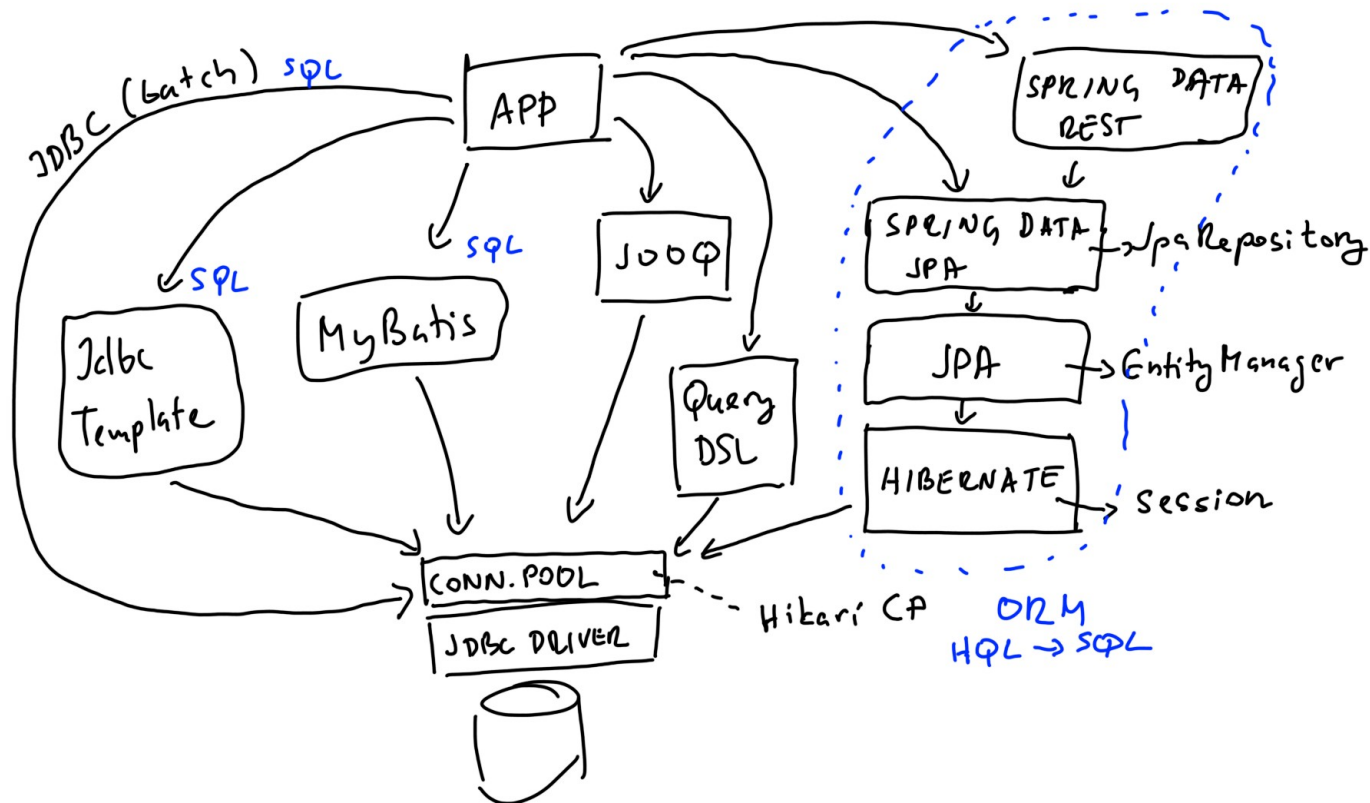 JDBC (batch)
SQL
APP
SPRING DATA
REST
SPRING DATA
JPA
JpaRepository
JOOQ
SQL
SQL
MyBatis
Jdbc
Template
JPA
EntityManager
Query
DSL
HIBERNATE
Session
CONN. POOL
Hikari CP
JDBC DRIVER
ORM
HQL → SQL